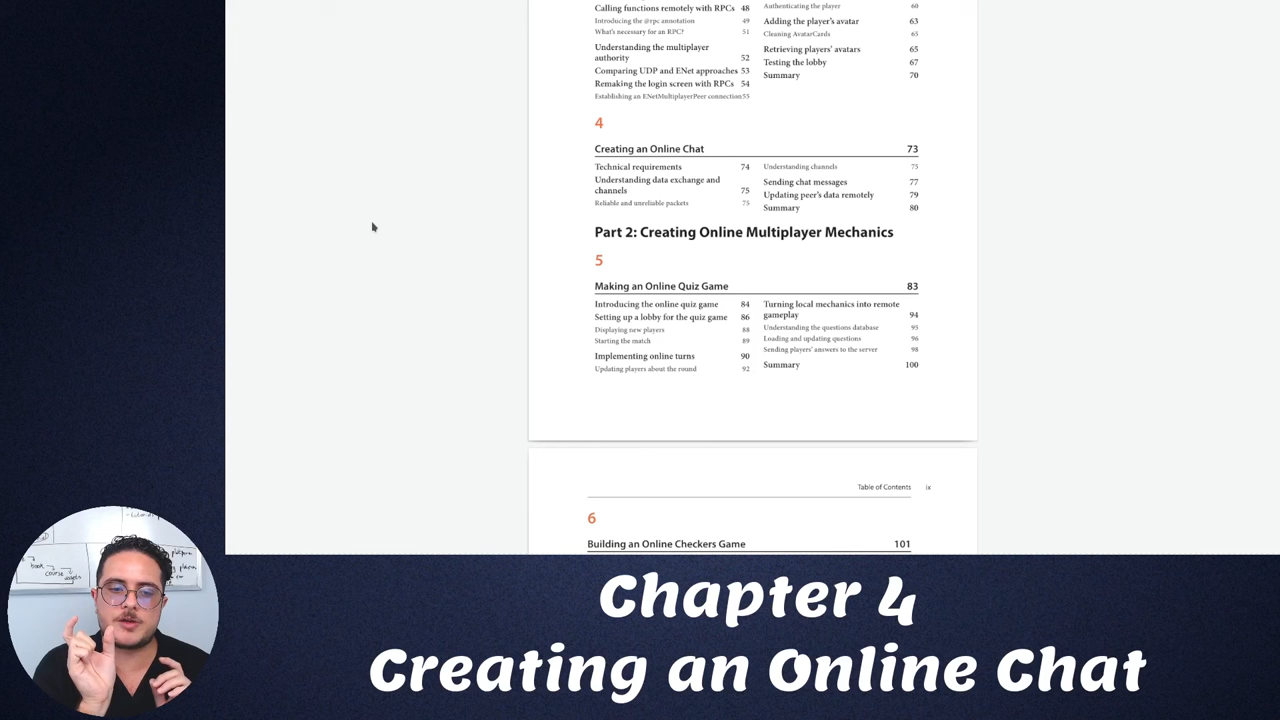 Calling functions remotely with RPCs 48
Introducing the @rpc annotation 49
What's necessary for an RPC? 51
Understanding the multiplayer
authority 52
Comparing UDP and ENet approaches 53
Remaking the login screen with RPCs 54
Establishing an ENetMultiplayerPeer connection 55
Authenticating the player 60
Adding the player's avatar 63
Cleaning AvatarCards 65
Retrieving players' avatars 65
Testing the lobby 67
Summary 70
4
Creating an Online Chat 73
Technical requirements 74
Understanding data exchange and
channels 75
Reliable and unreliable packets 75
Understanding channels 75
Sending chat messages 77
Updating peer's data remotely 79
Summary 80
Part 2: Creating Online Multiplayer Mechanics
5
Making an Online Quiz Game 83
Introducing the online quiz game 84
Setting up a lobby for the quiz game 86
Displaying new players 88
Starting the match 89
Implementing online turns 90
Updating players about the round 92
Turning local mechanics into remote
gameplay 94
Understanding the questions database 95
Loading and updating questions 96
Sending players' answers to the server 98
Summary 100
Table of Contents ix
6
Building an Online Checkers Game 101
book
course
Chapter 4
Creating an Online Chat